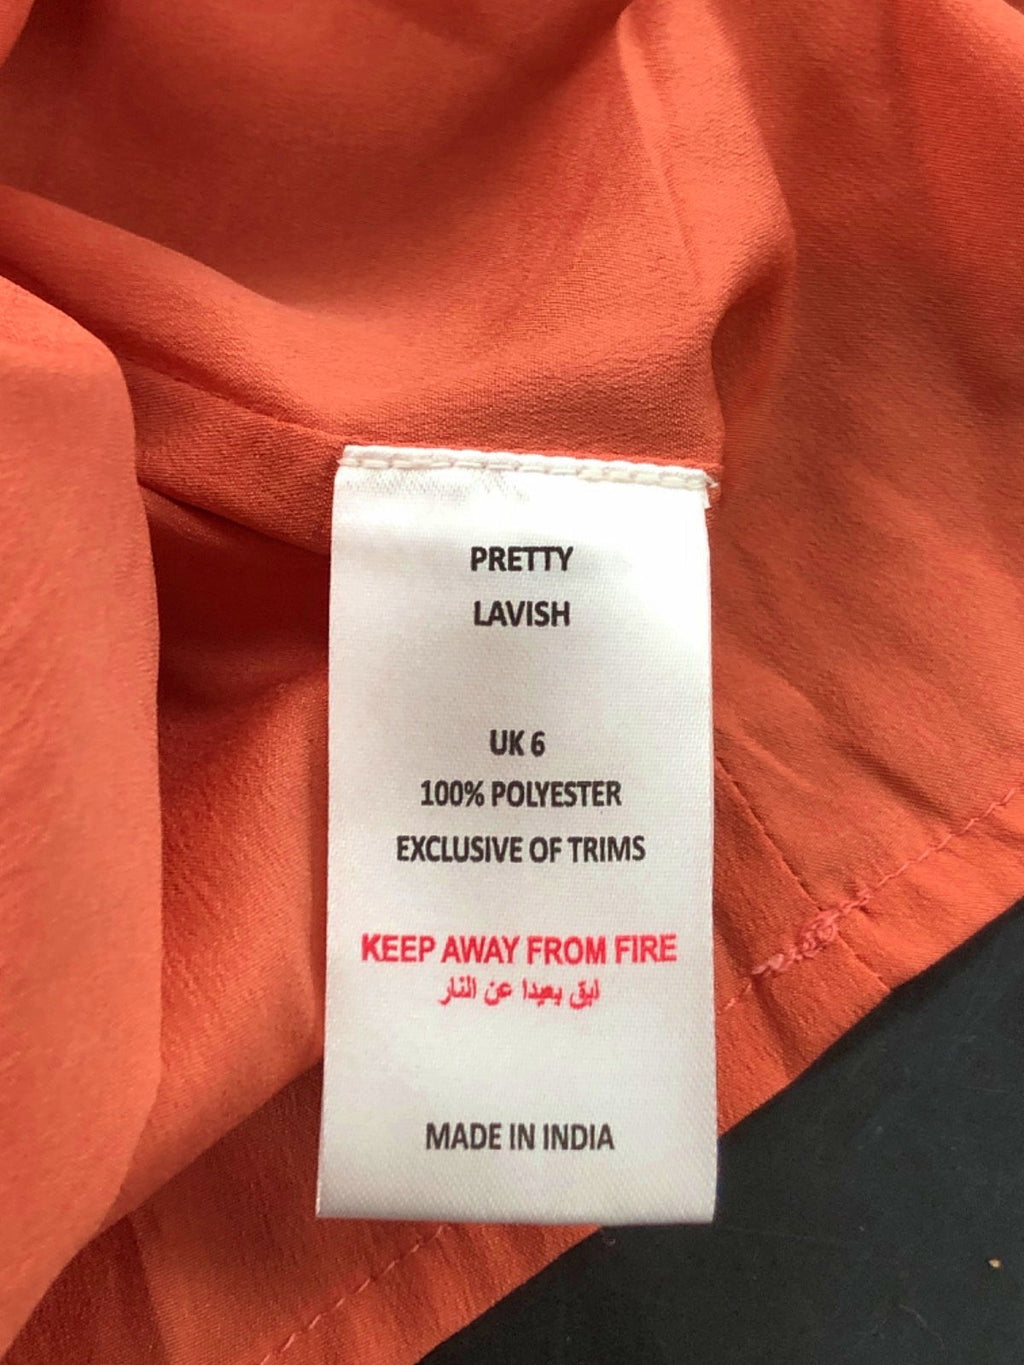 PRETTY
LAVISH
UK 6
100% POLYESTER
EXCLUSIVE OF TRIMS
KEEP AWAY FROM FIRE
ابق بعيدا عن النار
MADE IN INDIA